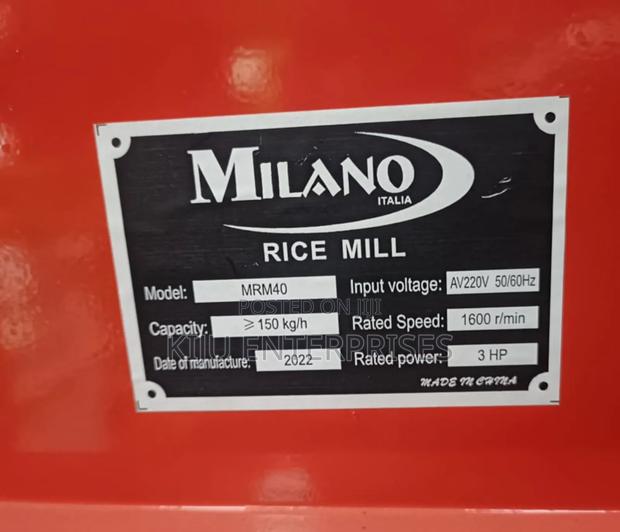 MILANO
ITALIA
RICE MILL
Model: MRM40 Input voltage: AV220V 50/60Hz
POSTED ON JIJI
Capacity: ≥150 kg/h Rated Speed: 1600 r/min
KIJU ENTERPRISES
Date of manufacture: 2022 Rated power: 3 HP
MADE IN CHINA